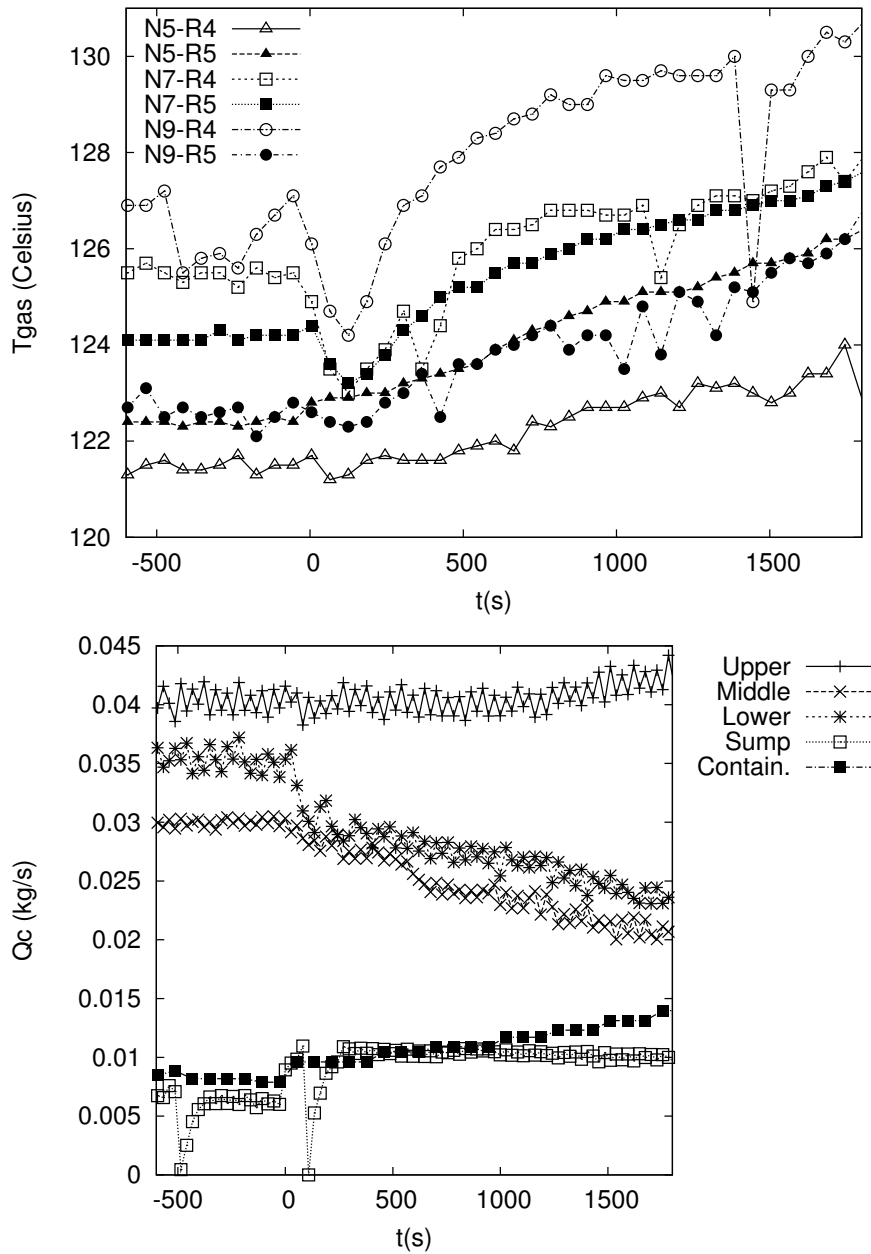 130
128
126
124
122
120
Tgas (Celsius)
N5-R4
N5-R5
N7-R4
N7-R5
N9-R4
N9-R5
-500
0
500
1000
1500
t(s)
0.045
0.04
0.035
0.03
0.025
0.02
0.015
0.01
0.005
0
Qc (kg/s)
Upper
Middle
Lower
Sump
Contain.
-500
0
500
1000
1500
t(s)